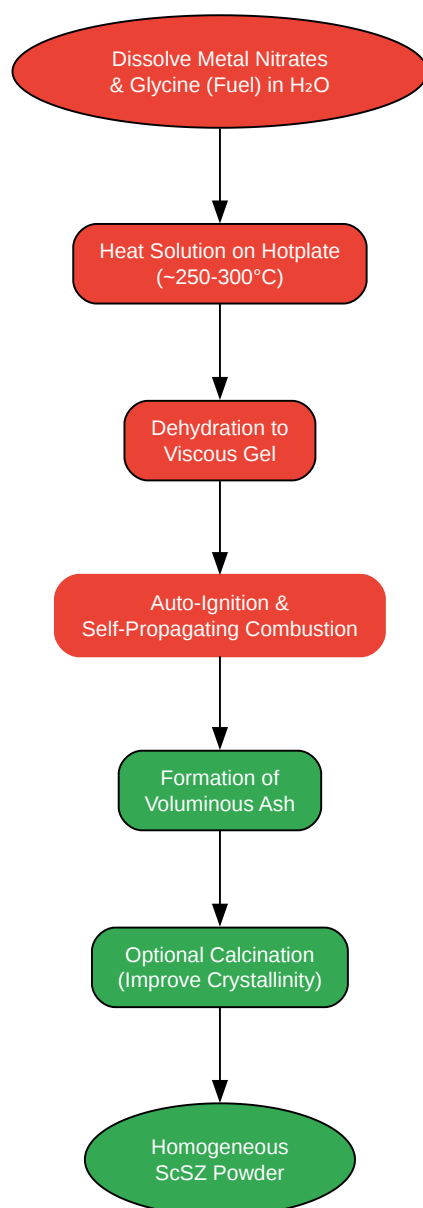 Dissolve Metal Nitrates
& Glycine (Fuel) in H₂O
Heat Solution on Hotplate
(~250-300°C)
Dehydration to
Viscous Gel
Auto-Ignition &
Self-Propagating Combustion
Formation of
Voluminous Ash
Optional Calcination
(Improve Crystallinity)
Homogeneous
ScSZ Powder